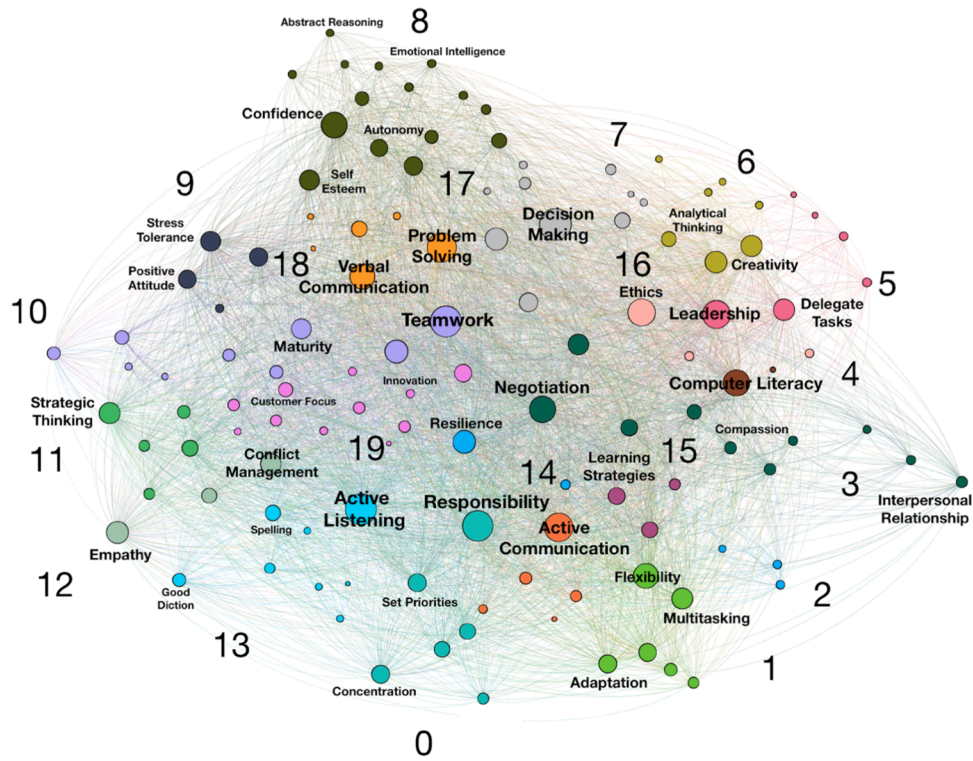 Abstract Reasoning
8
Emotional Intelligence
Confidence
Autonomy
7
6
Self
Esteem
17
9
Stress
Tolerance
Decision
Making
Analytical
Thinking
Problem
Solving
18
16
Creativity
Positive
Attitude
Verbal
Communication
Ethics
5
10
Teamwork
Leadership
Delegate
Tasks
Maturity
4
Innovation
Computer Literacy
Negotiation
Strategic
Thinking
Customer Focus
Resilience
Compassion
11
19
15
Conflict
Management
14
Learning
Strategies
3
Interpersonal
Relationship
Active
Listening
Responsibility
Spelling
Active
Communication
Empathy
12
Good
Diction
Set Priorities
Flexibility
2
Multitasking
13
1
Concentration
Adaptation
0